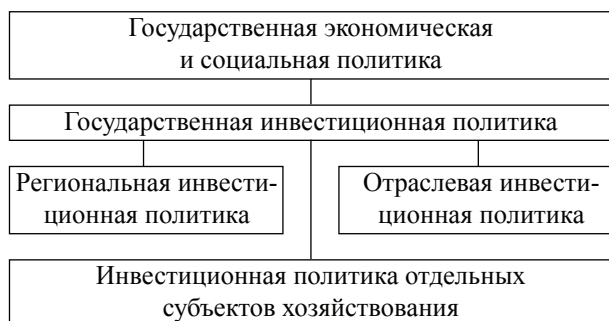 Государственная экономическая
и социальная политика
Государственная инвестиционная политика
Региональная инвести-
ционная политика
Отраслевая инвести-
ционная политика
Инвестиционная политика отдельных
субъектов хозяйствования